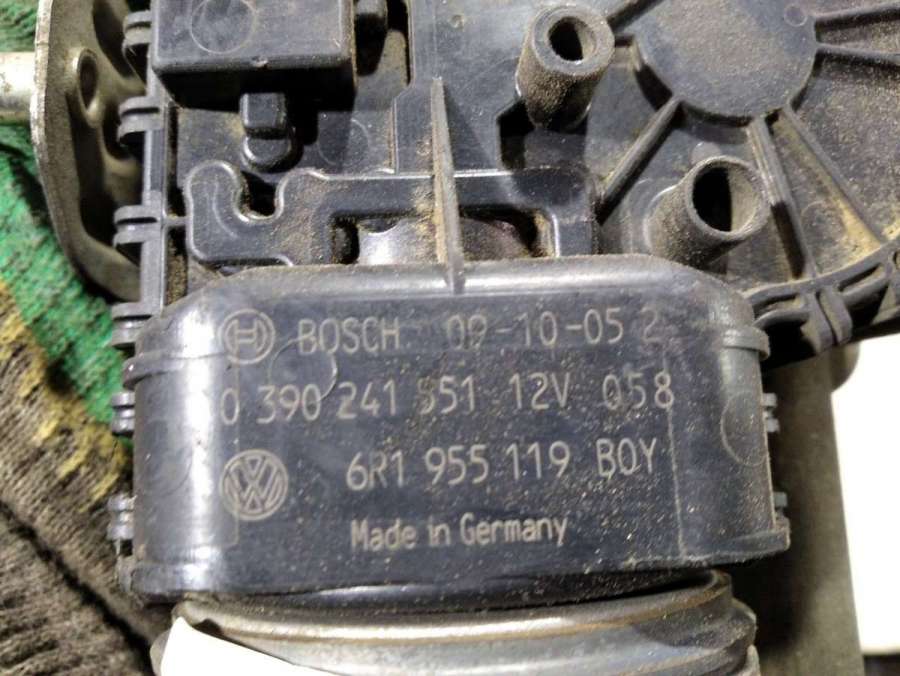 BOSCH 09-10-05 2
0 390 241 551 12V 058
6R1 955 119 BOY
Made in Germany